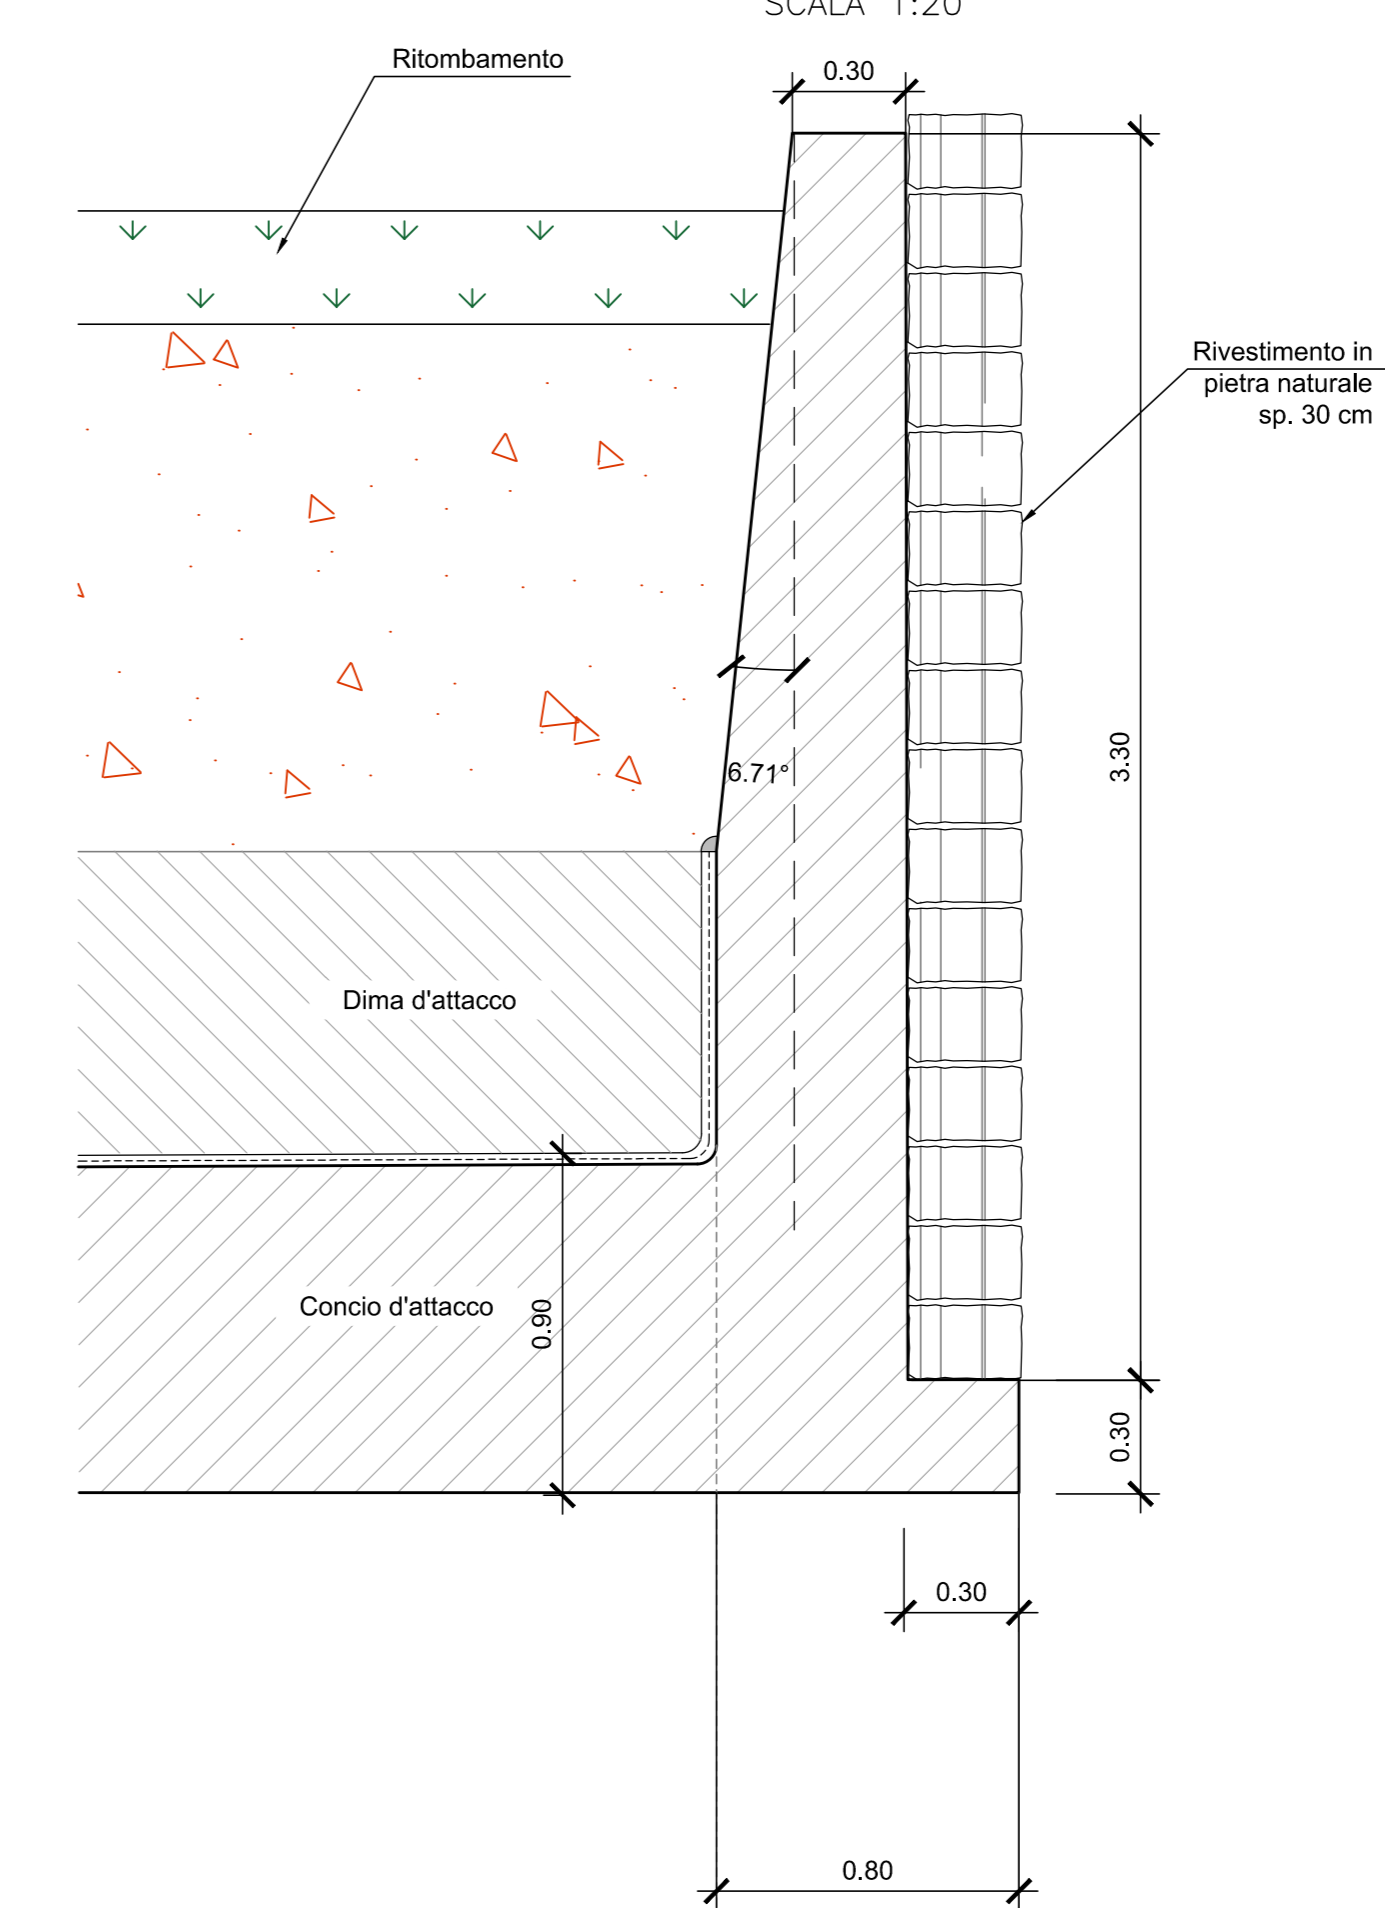 SCALA 1:20
Ritombamento
0.30
Rivestimento in
pietra naturale
sp. 30 cm
3.30
6.71°
Dima d'attacco
Concio d'attacco
0.90
0.30
0.30
0.80